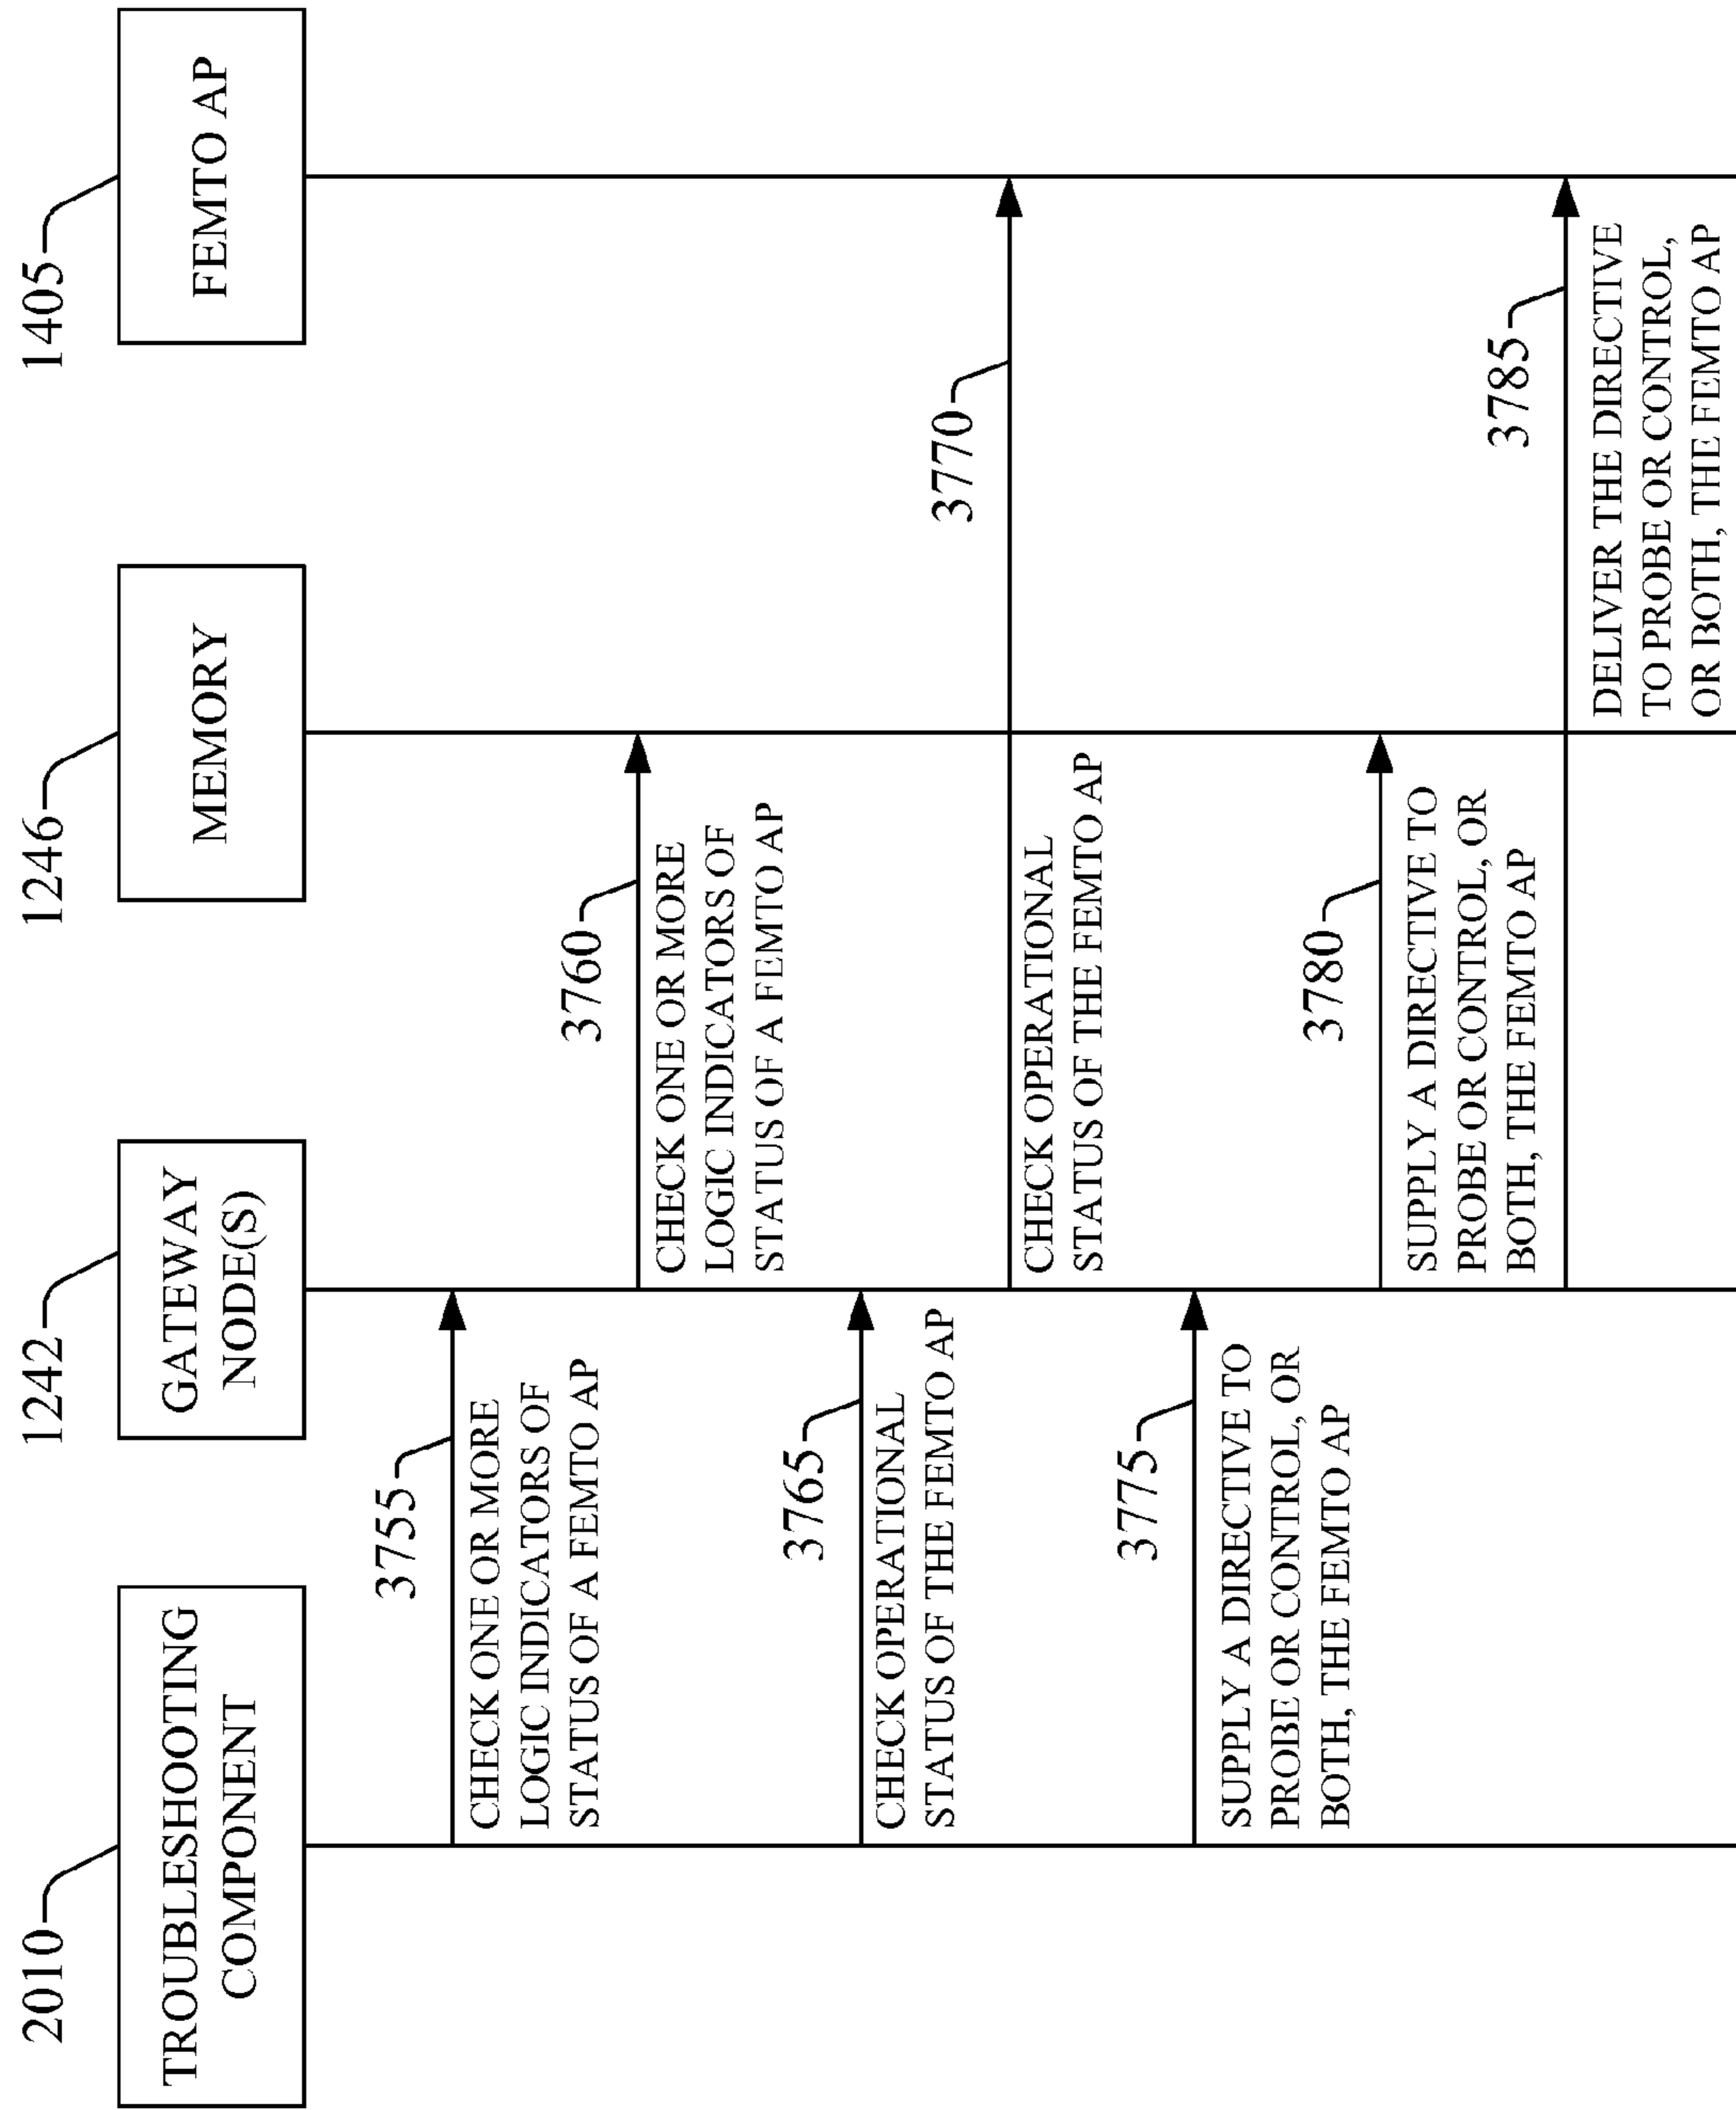 2010
1242
1246
1405
TROUBLESHOOTING
COMPONENT
GATEWAY
NODE(S)
MEMORY
FEMTO AP
3755
CHECK ONE OR MORE
LOGIC INDICATORS OF
STATUS OF A FEMTO AP
3760
CHECK ONE OR MORE
LOGIC INDICATORS OF
STATUS OF A FEMTO AP
3765
CHECK OPERATIONAL
STATUS OF THE FEMTO AP
3770
CHECK OPERATIONAL
STATUS OF THE FEMTO AP
3775
SUPPLY A DIRECTIVE TO
PROBE OR CONTROL, OR
BOTH, THE FEMTO AP
3780
SUPPLY A DIRECTIVE TO
PROBE OR CONTROL, OR
BOTH, THE FEMTO AP
3785
DELIVER THE DIRECTIVE
TO PROBE OR CONTROL,
OR BOTH, THE FEMTO AP